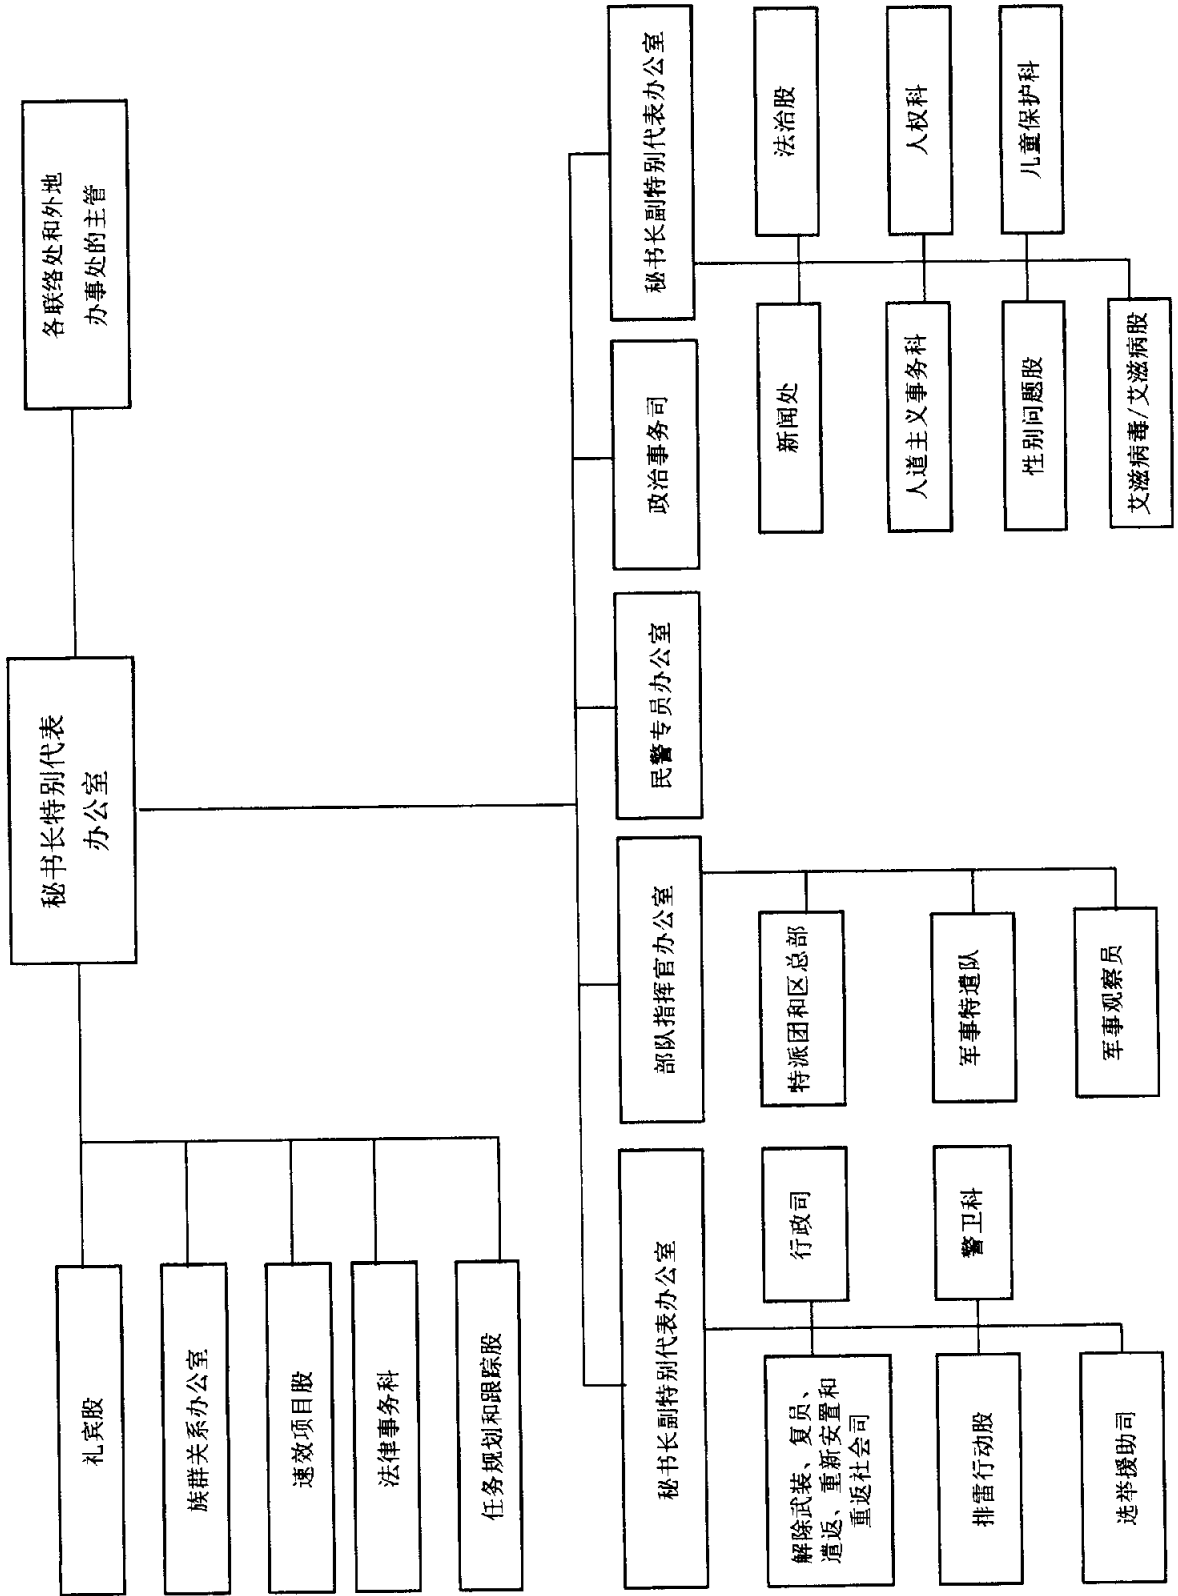 秘书长特别代表
办公室
各联络处和外地
办事处的主管
礼宾股
族群关系办公室
速效项目股
法律事务科
任务规划和跟踪股
秘书长副特别代表办公室
部队指挥官办公室
民警专员办公室
政治事务司
秘书长副特别代表办公室
解除武装、复员、
遣返、重新安置和
重返社会司
行政司
排雷行动股
警卫科
选举援助司
特派团和区总部
军事特遣队
军事观察员
新闻处
法治股
人道主义事务科
人权科
性别问题股
儿童保护科
艾滋病毒/艾滋病股